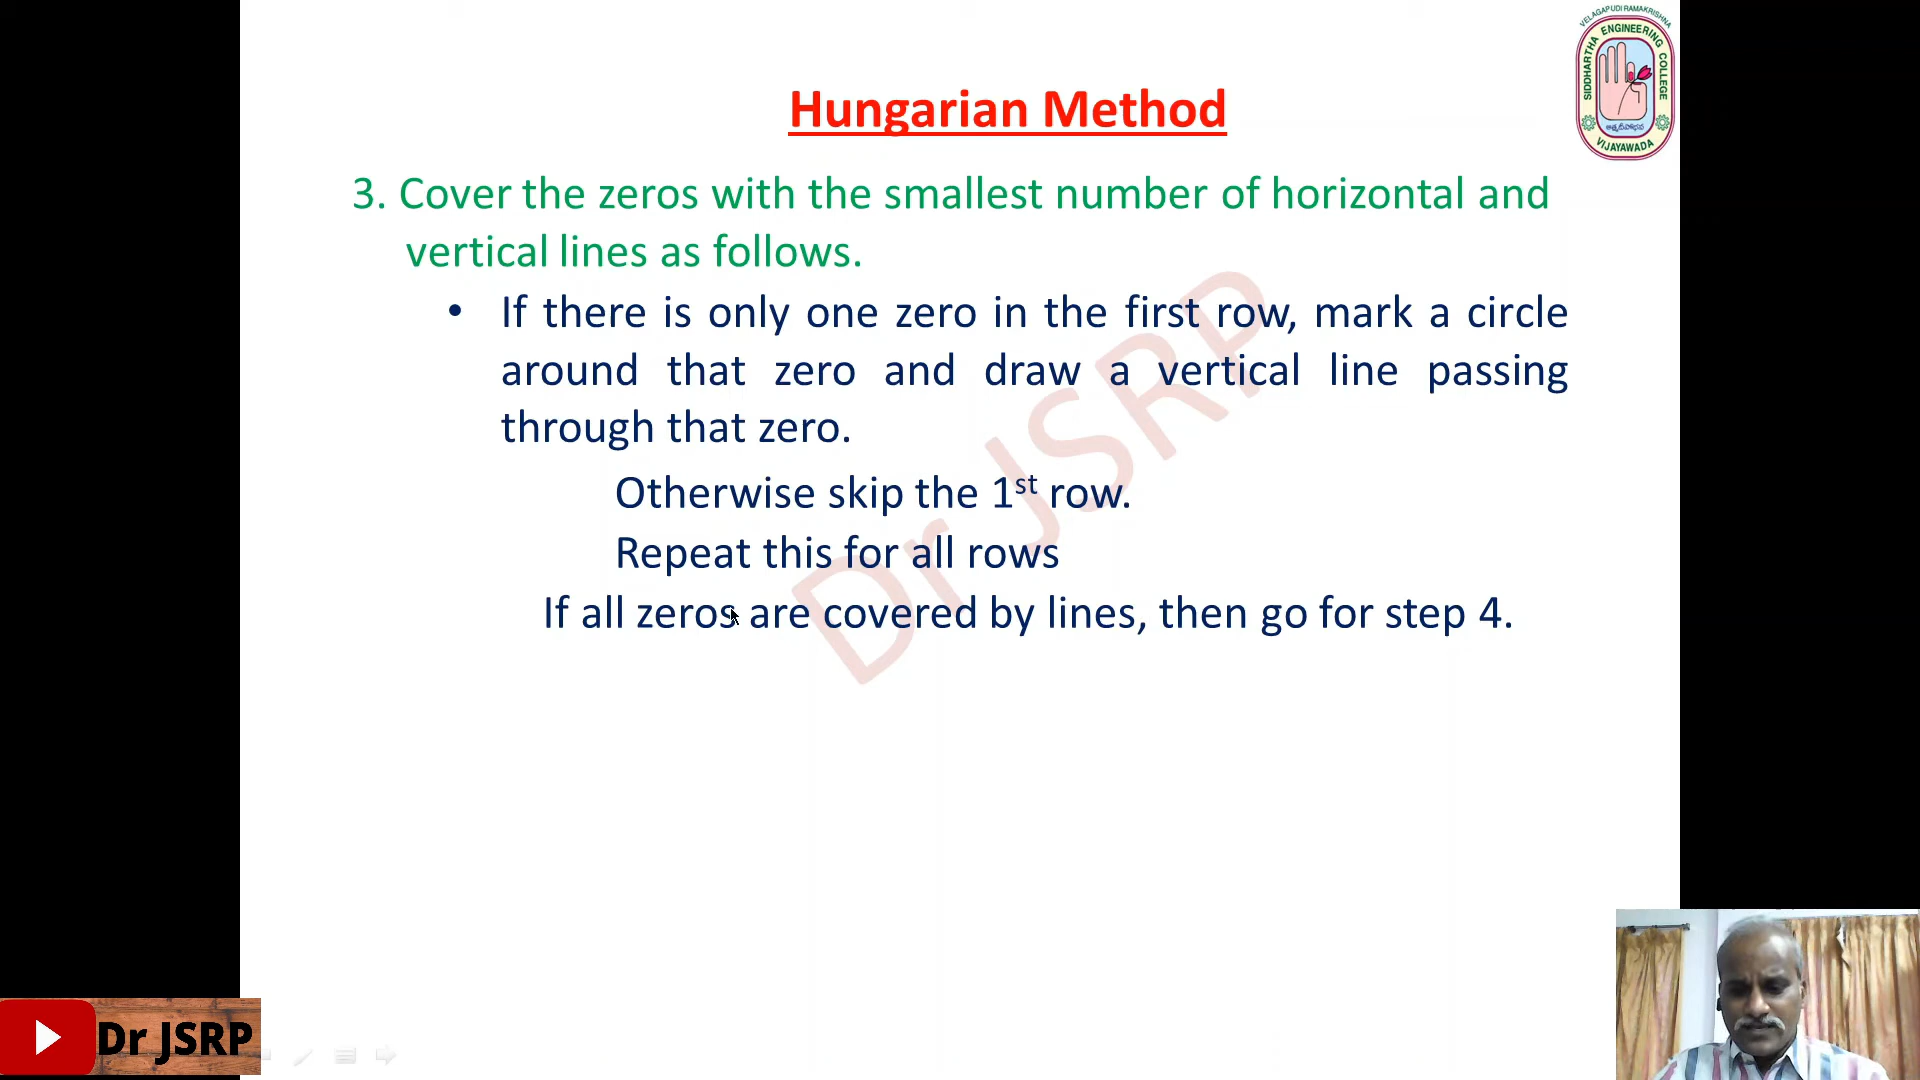 VELAGAPUDI RAMAKRISHNA
SIDDHARTHA ENGINEERING COLLEGE
VIJAYAWADA
Hungarian Method
3. Cover the zeros with the smallest number of horizontal and
vertical lines as follows.
• If there is only one zero in the first row, mark a circle
around that zero and draw a vertical line passing
through that zero.
Otherwise skip the 1st row.
Repeat this for all rows
If all zeros are covered by lines, then go for step 4.
Dr JSRP
Dr JSRP